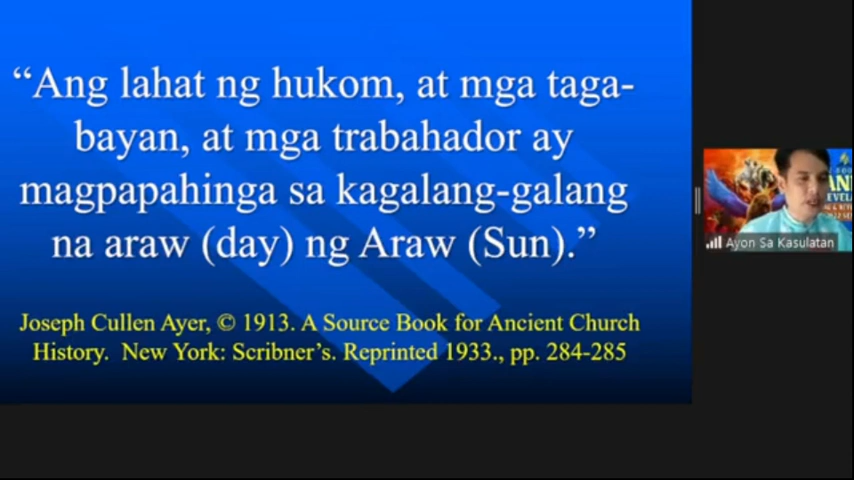 “Ang lahat ng hukom, at mga taga-
bayan, at mga trabahador ay
magpapahinga sa kagalang-galang
na araw (day) ng Araw (Sun).”
Joseph Cullen Ayer, © 1913. A Source Book for Ancient Church
History. New York: Scribner’s. Reprinted 1933., pp. 284-285
Ayon Sa Kasulatan